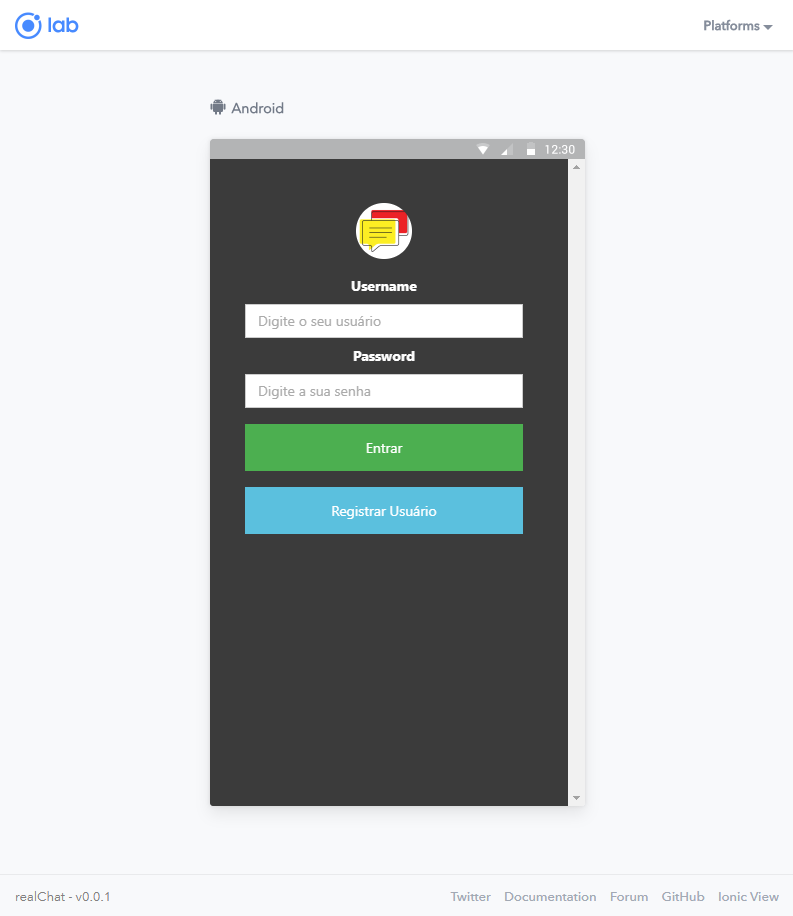 lab
Platforms
Android
12:30
Username
Digite o seu usuário
Password
Digite a sua senha
Entrar
Registrar Usuário
realChat - v0.0.1
Twitter Documentation Forum GitHub Ionic View